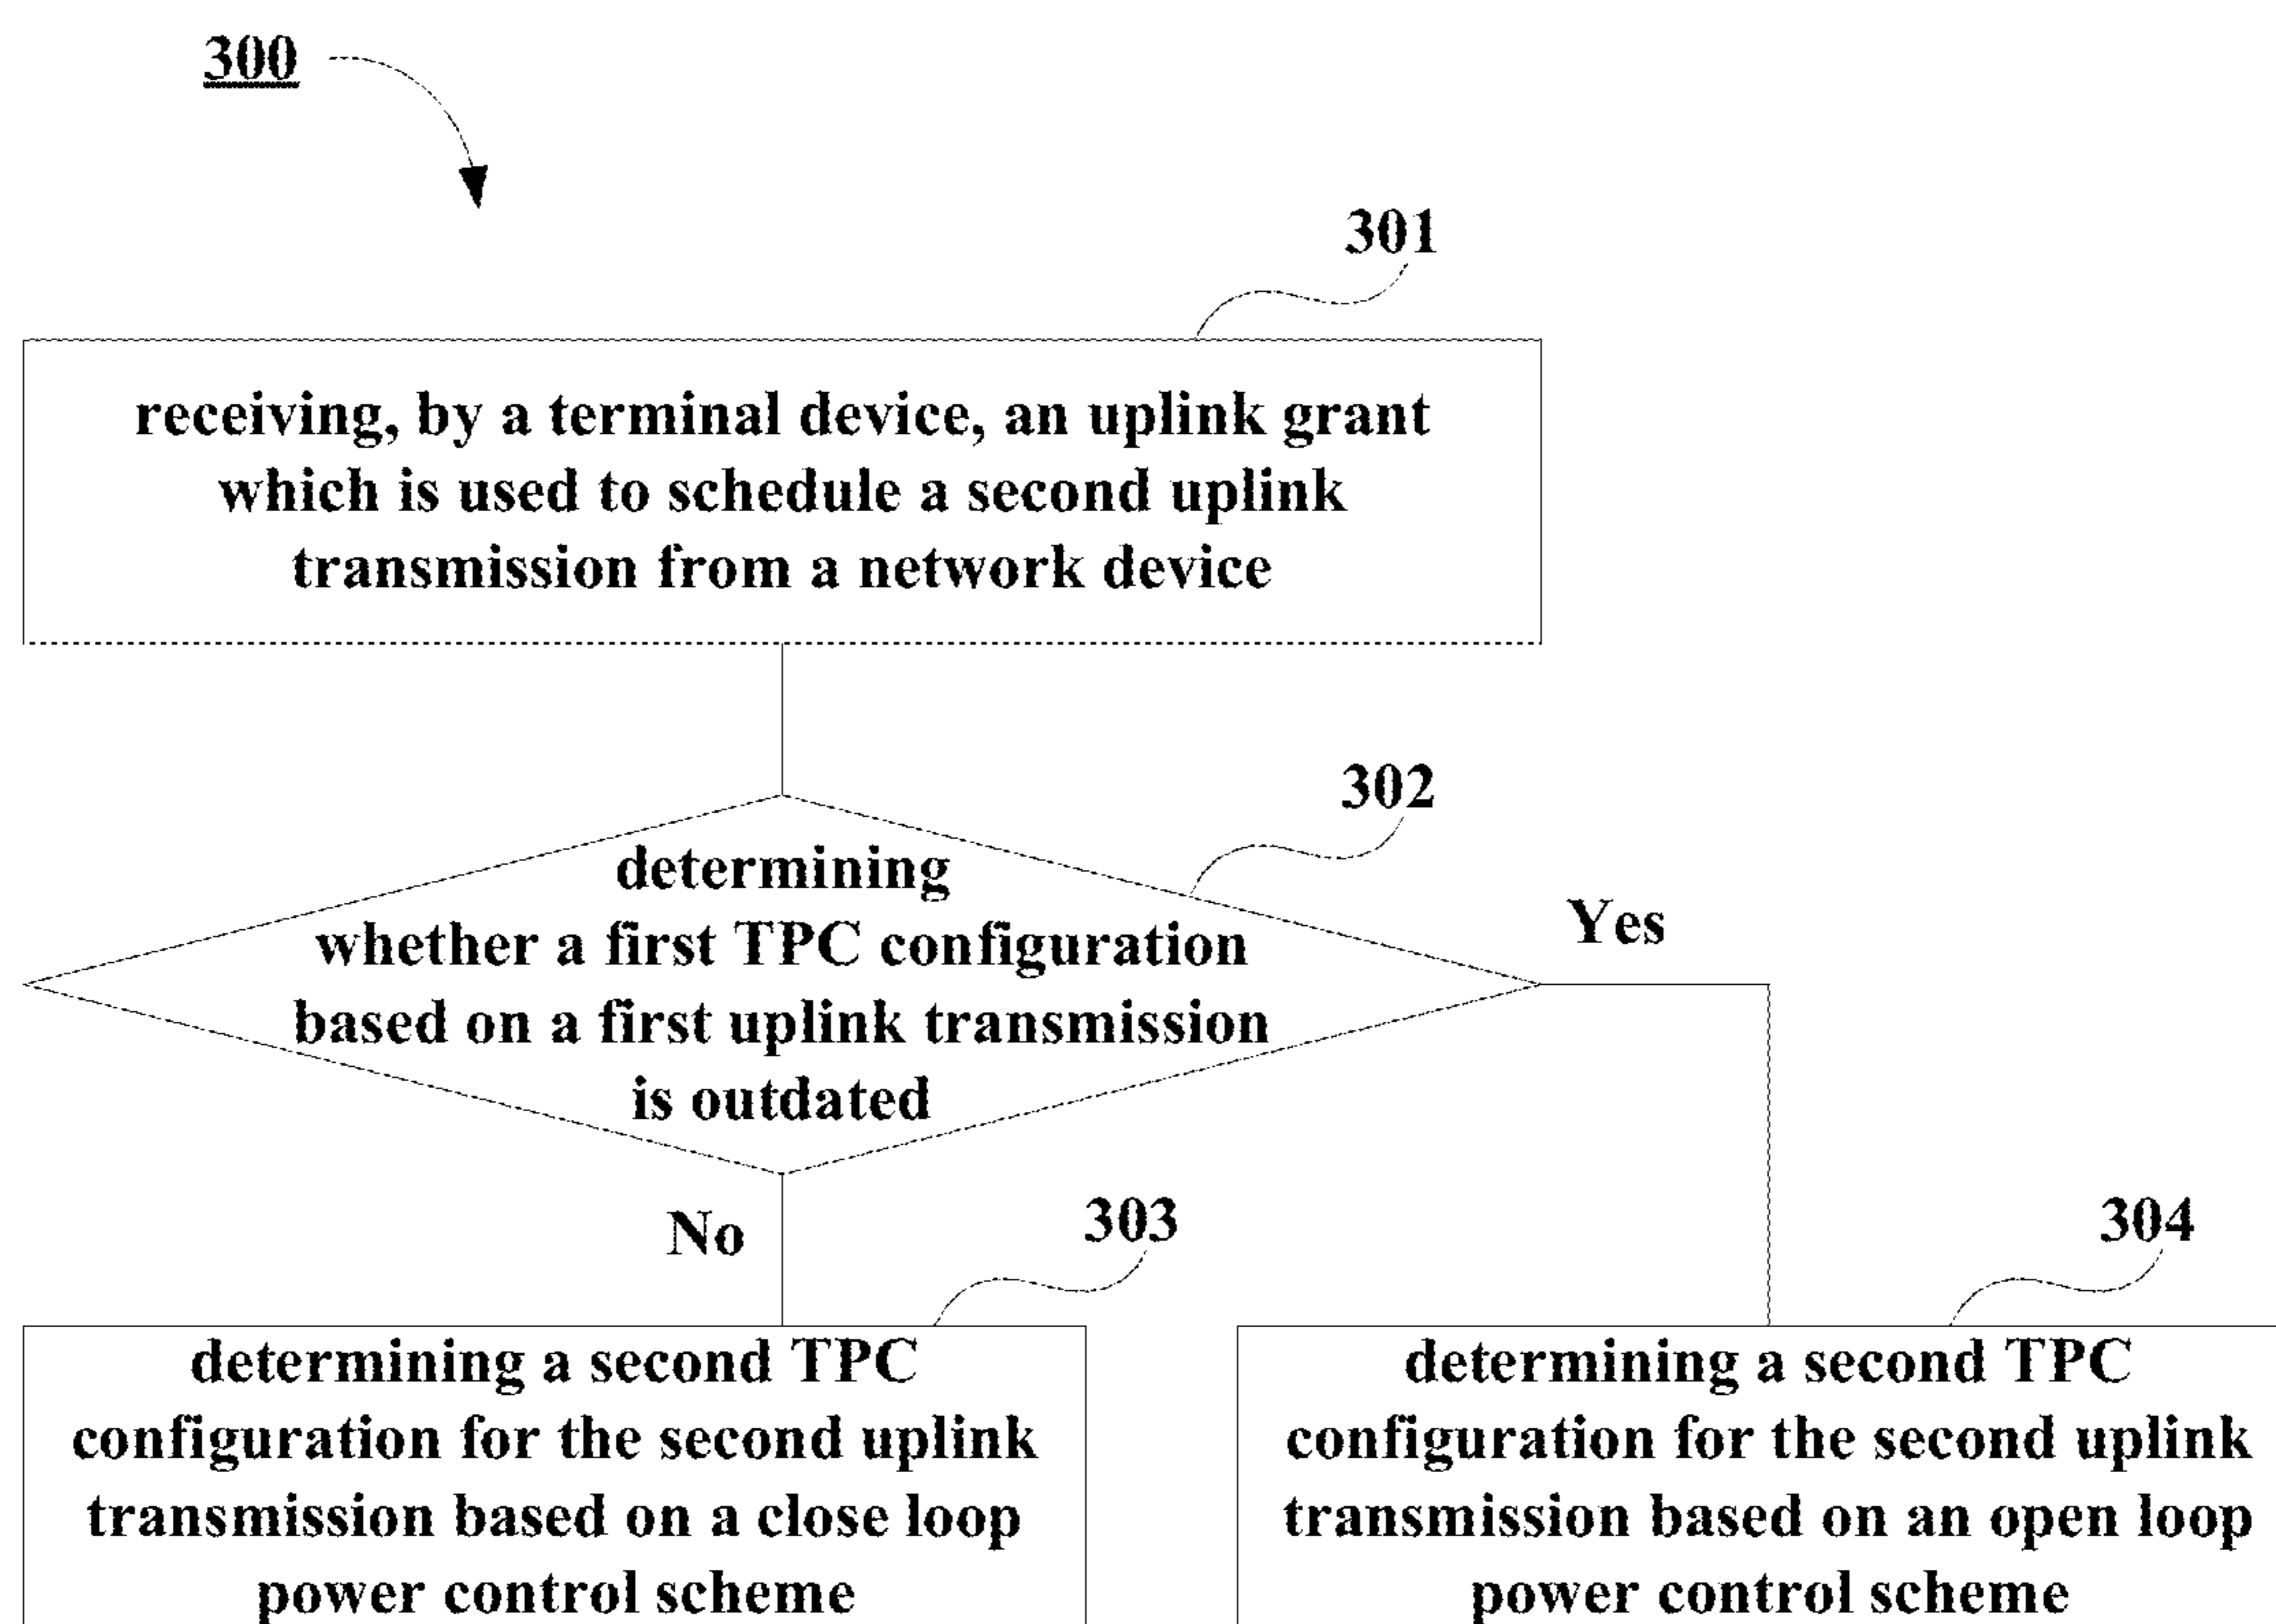 300
301
receiving, by a terminal device, an uplink grant
which is used to schedule a second uplink
transmission from a network device
302
determining
whether a first TPC configuration
based on a first uplink transmission
is outdated
Yes
No
303
determining a second TPC
configuration for the second uplink
transmission based on a close loop
power control scheme
304
determining a second TPC
configuration for the second uplink
transmission based on an open loop
power control scheme